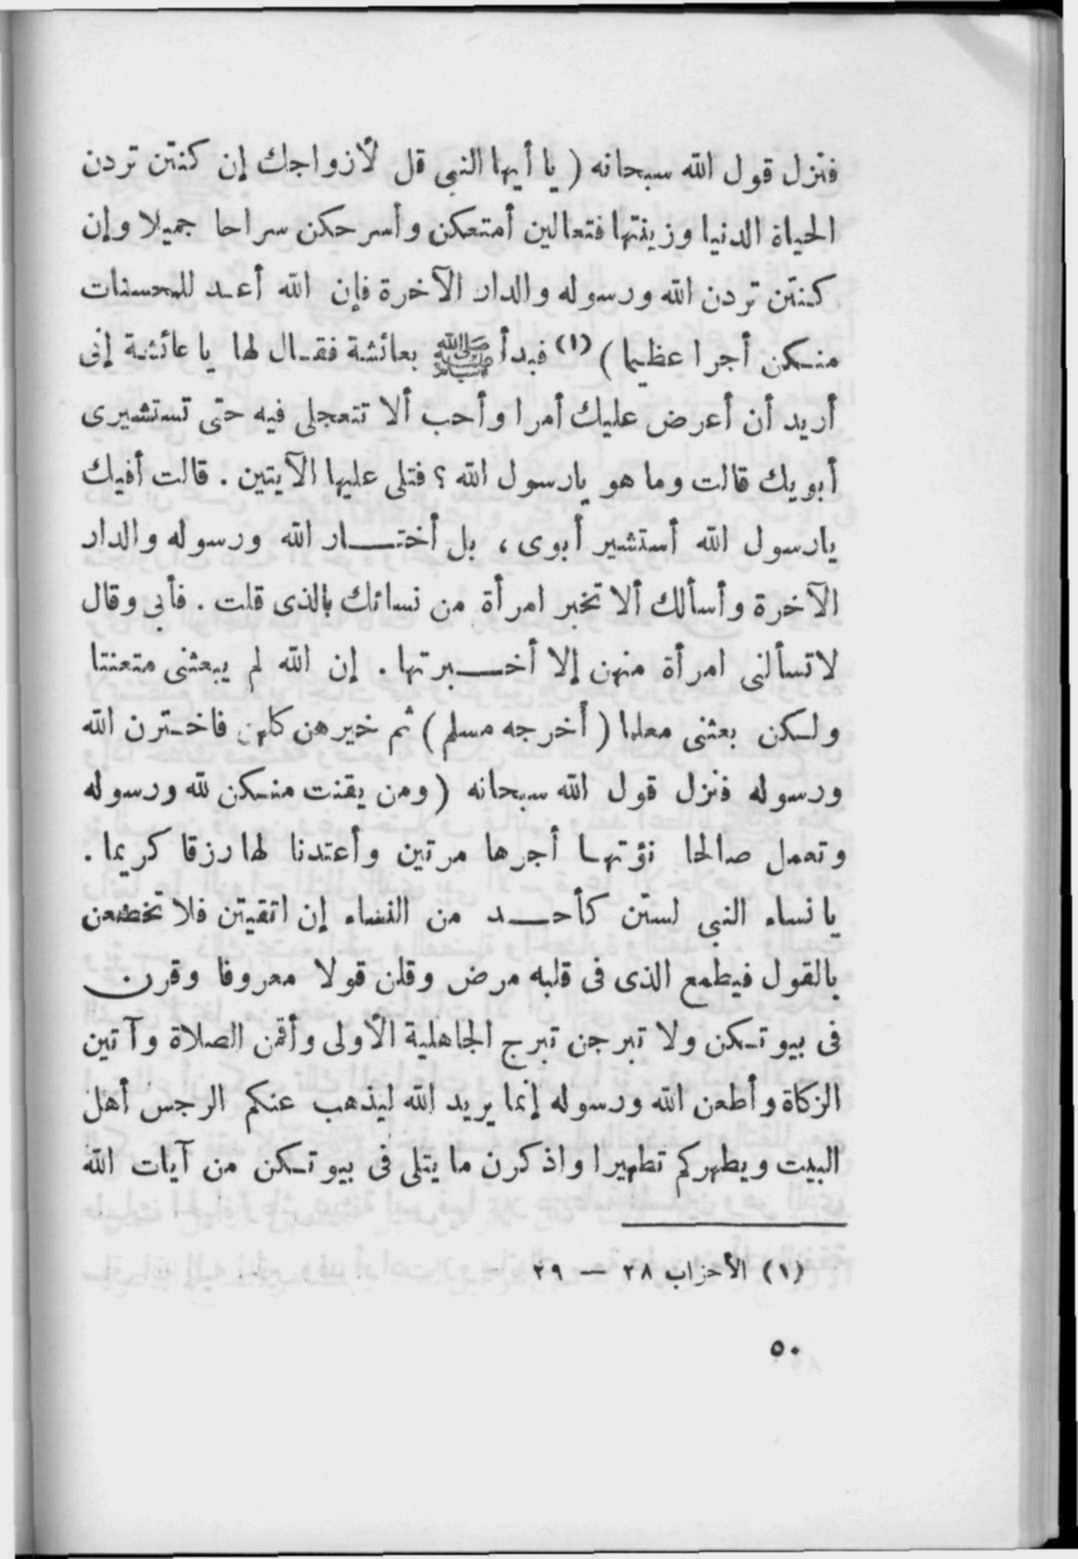 فنزل قول الله سبحانه ( يا أيها النبى قل لأزواجك إن كنتن تردن
الحياة الدنيا وزينتها فتعالين أمتعكن وأسرحكن سراحا جميلا وإن
كنتن تردن الله ورسوله والدار الآخرة فإن الله أعد للمحسنات
منكن أجرا عظيما ) (١) فبدأ ﷺ بعائشة فقال لها يا عائشة إنى
أريد أن أعرض عليك أمرا وأحب ألا تتعجلى فيه حتى تستشيرى
أبويك قالت وما هو يارسول الله ؟ فتلى عليها الآيتين . قالت أفيك
يارسول الله أستشير أبوى ، بل أختار الله ورسوله والدار
الآخرة وأسألك ألا تخبر امرأة من نسائك بالذى قلت . فأبى وقال
لاتسألنى امرأة منهن إلا أخبرتها . إن الله لم يبعثنى متعنتا
ولكن بعثنى معلما ( أخرجه مسلم ) ثم خيرهن كلهن فاخترن الله
ورسوله فنزل قول الله سبحانه ( ومن يقنت منكن لله ورسوله
وتعمل صالحا نؤتها أجرها مرتين وأعتدنا لها رزقا كريما .
يا نساء النبى لستن كأحد من النساء إن اتقيتن فلا تخضعن
بالقول فيطمع الذى فى قلبه مرض وقلن قولا معروفا وقرن
فى بيوتكن ولا تبرجن تبرج الجاهلية الأولى وأقمن الصلاة وآتين
الزكاة وأطعن الله ورسوله إنما يريد الله ليذهب عنكم الرجس أهل
البيت ويطهركم تطهيرا واذكرن ما يتلى فى بيوتكن من آيات الله
(١) الأحزاب ٢٨ — ٢٩
٥٠